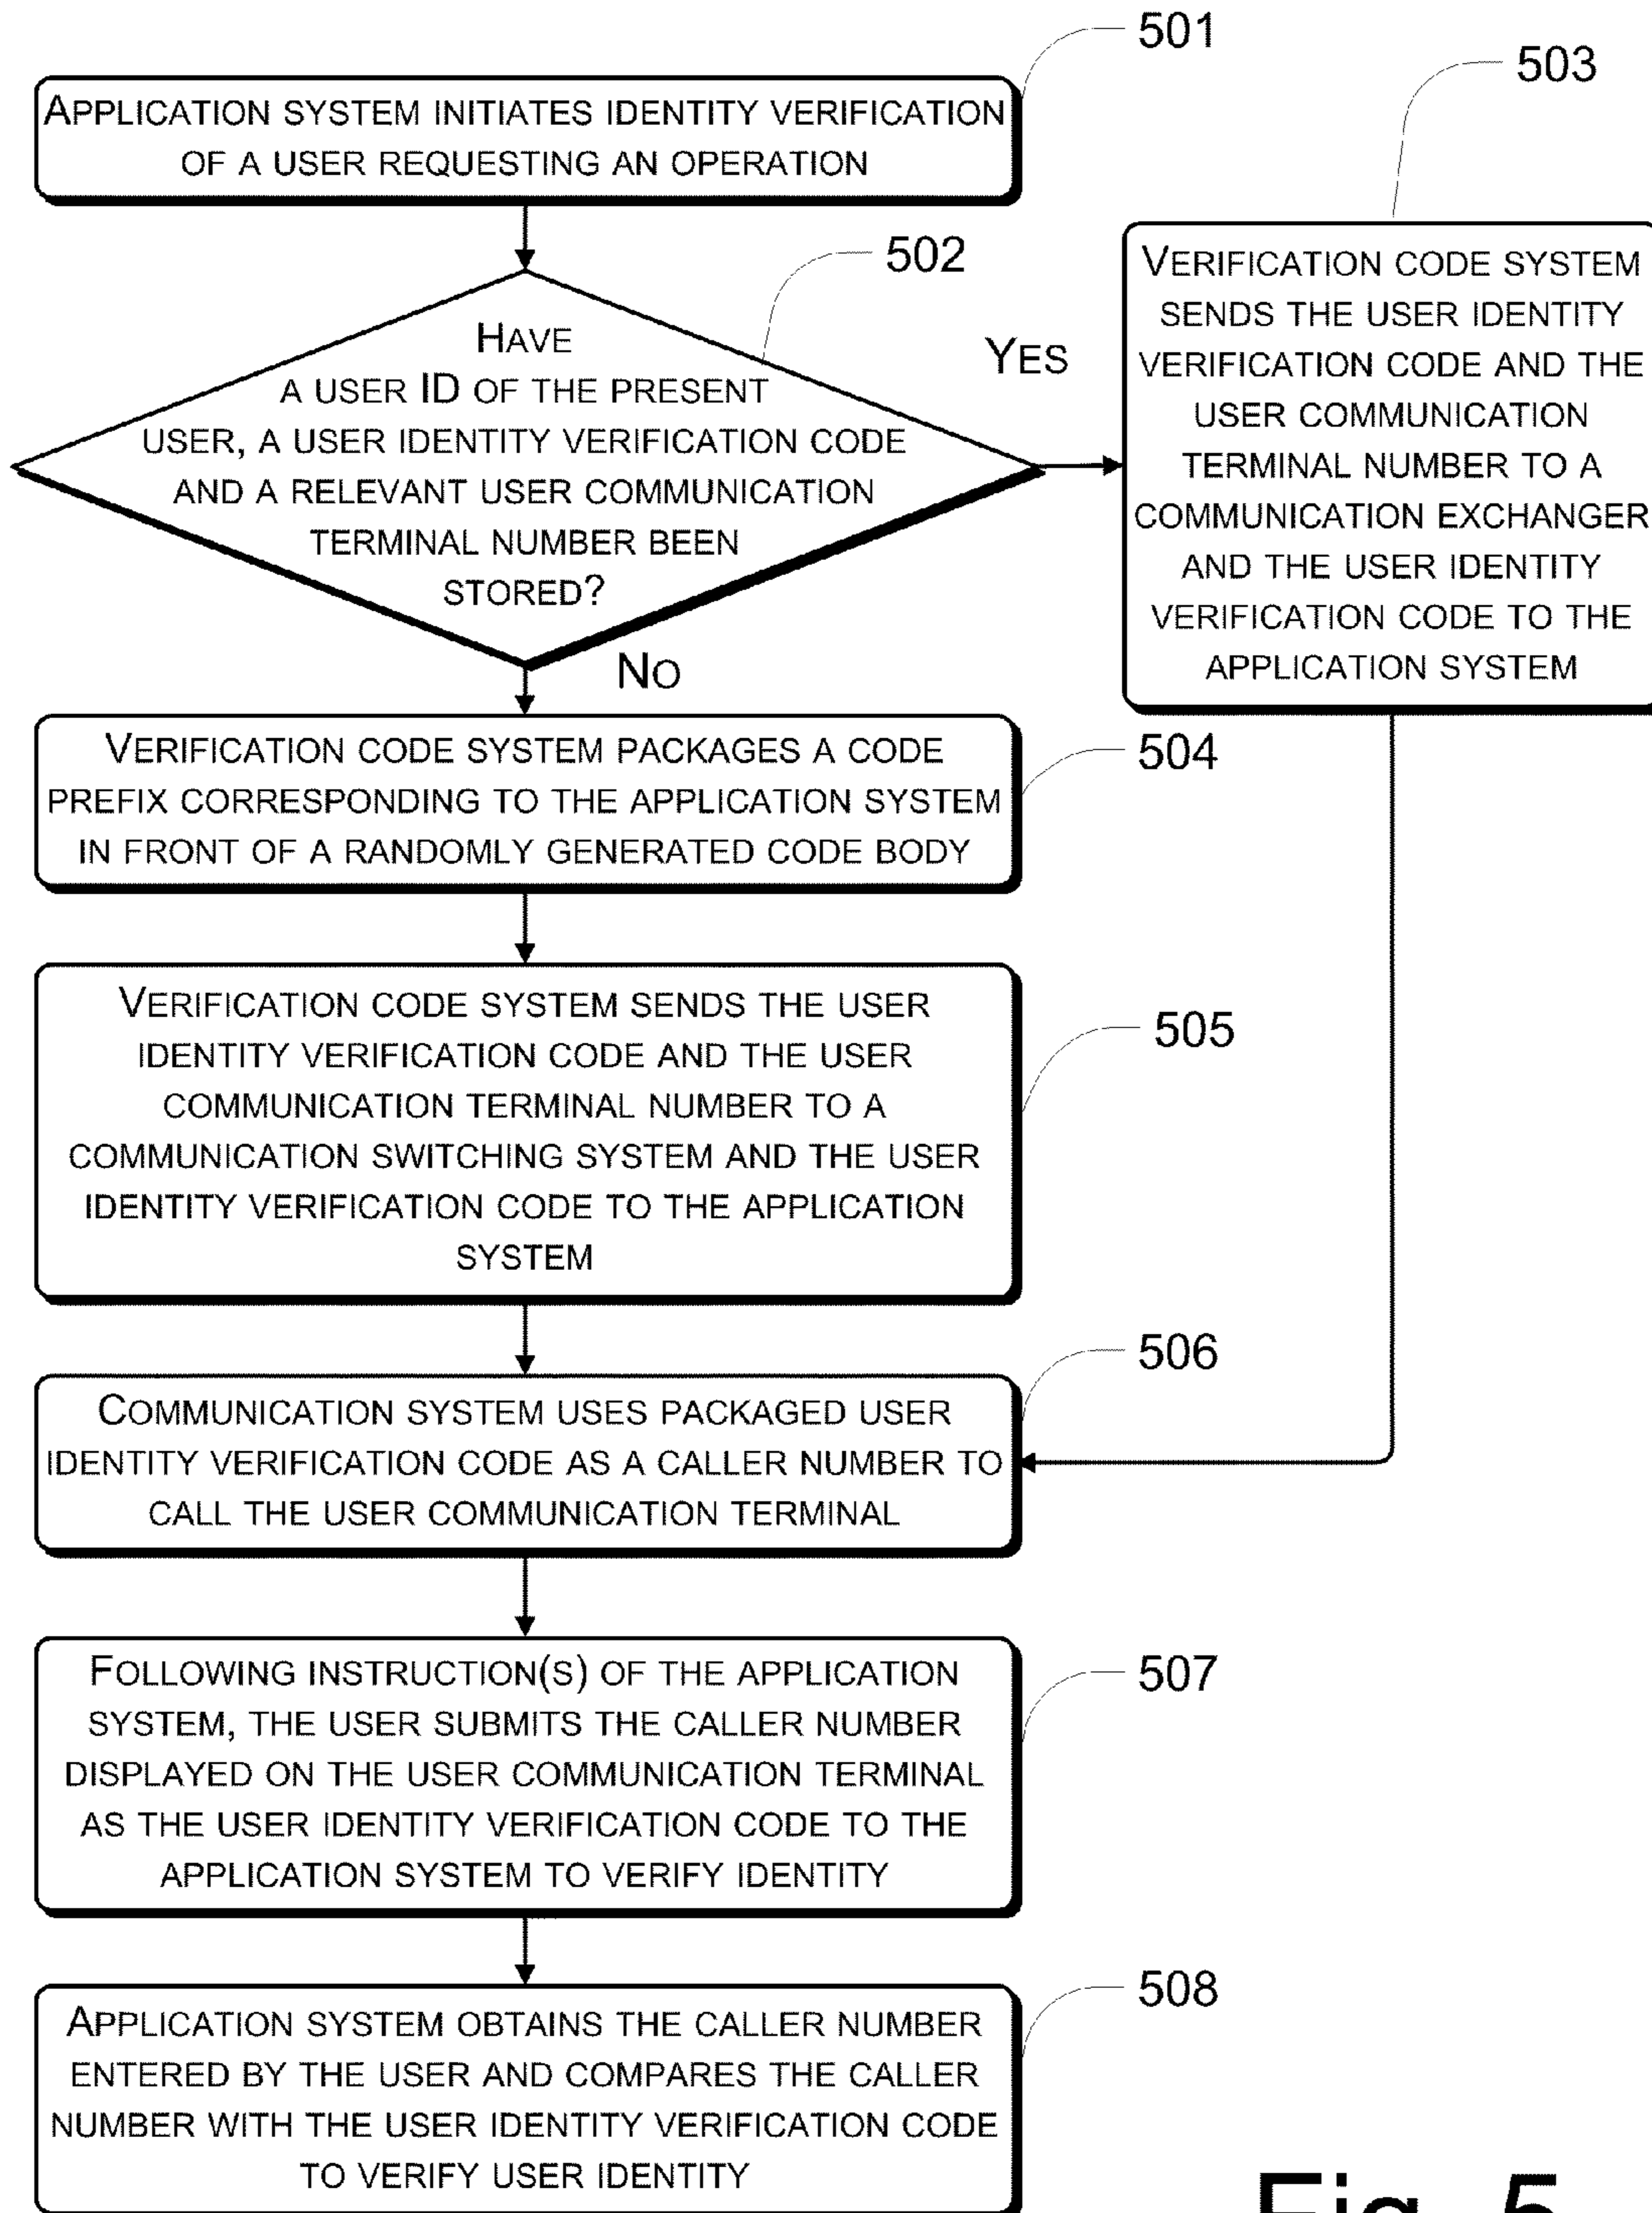 501
APPLICATION SYSTEM INITIATES IDENTITY VERIFICATION
OF A USER REQUESTING AN OPERATION
502
HAVE
A USER ID OF THE PRESENT
USER, A USER IDENTITY VERIFICATION CODE
AND A RELEVANT USER COMMUNICATION
TERMINAL NUMBER BEEN
STORED?
YES
NO
503
VERIFICATION CODE SYSTEM
SENDS THE USER IDENTITY
VERIFICATION CODE AND THE
USER COMMUNICATION
TERMINAL NUMBER TO A
COMMUNICATION EXCHANGER
AND THE USER IDENTITY
VERIFICATION CODE TO THE
APPLICATION SYSTEM
504
VERIFICATION CODE SYSTEM PACKAGES A CODE
PREFIX CORRESPONDING TO THE APPLICATION SYSTEM
IN FRONT OF A RANDOMLY GENERATED CODE BODY
505
VERIFICATION CODE SYSTEM SENDS THE USER
IDENTITY VERIFICATION CODE AND THE USER
COMMUNICATION TERMINAL NUMBER TO A
COMMUNICATION SWITCHING SYSTEM AND THE USER
IDENTITY VERIFICATION CODE TO THE APPLICATION
SYSTEM
506
COMMUNICATION SYSTEM USES PACKAGED USER
IDENTITY VERIFICATION CODE AS A CALLER NUMBER TO
CALL THE USER COMMUNICATION TERMINAL
507
FOLLOWING INSTRUCTION(S) OF THE APPLICATION
SYSTEM, THE USER SUBMITS THE CALLER NUMBER
DISPLAYED ON THE USER COMMUNICATION TERMINAL
AS THE USER IDENTITY VERIFICATION CODE TO THE
APPLICATION SYSTEM TO VERIFY IDENTITY
508
APPLICATION SYSTEM OBTAINS THE CALLER NUMBER
ENTERED BY THE USER AND COMPARES THE CALLER
NUMBER WITH THE USER IDENTITY VERIFICATION CODE
TO VERIFY USER IDENTITY
Fig. 5